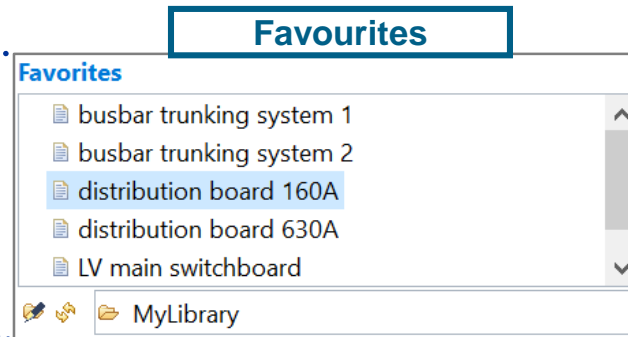 Favourites
Favorites
busbar trunking system 1
busbar trunking system 2
distribution board 160A
distribution board 630A
LV main switchboard
MyLibrary